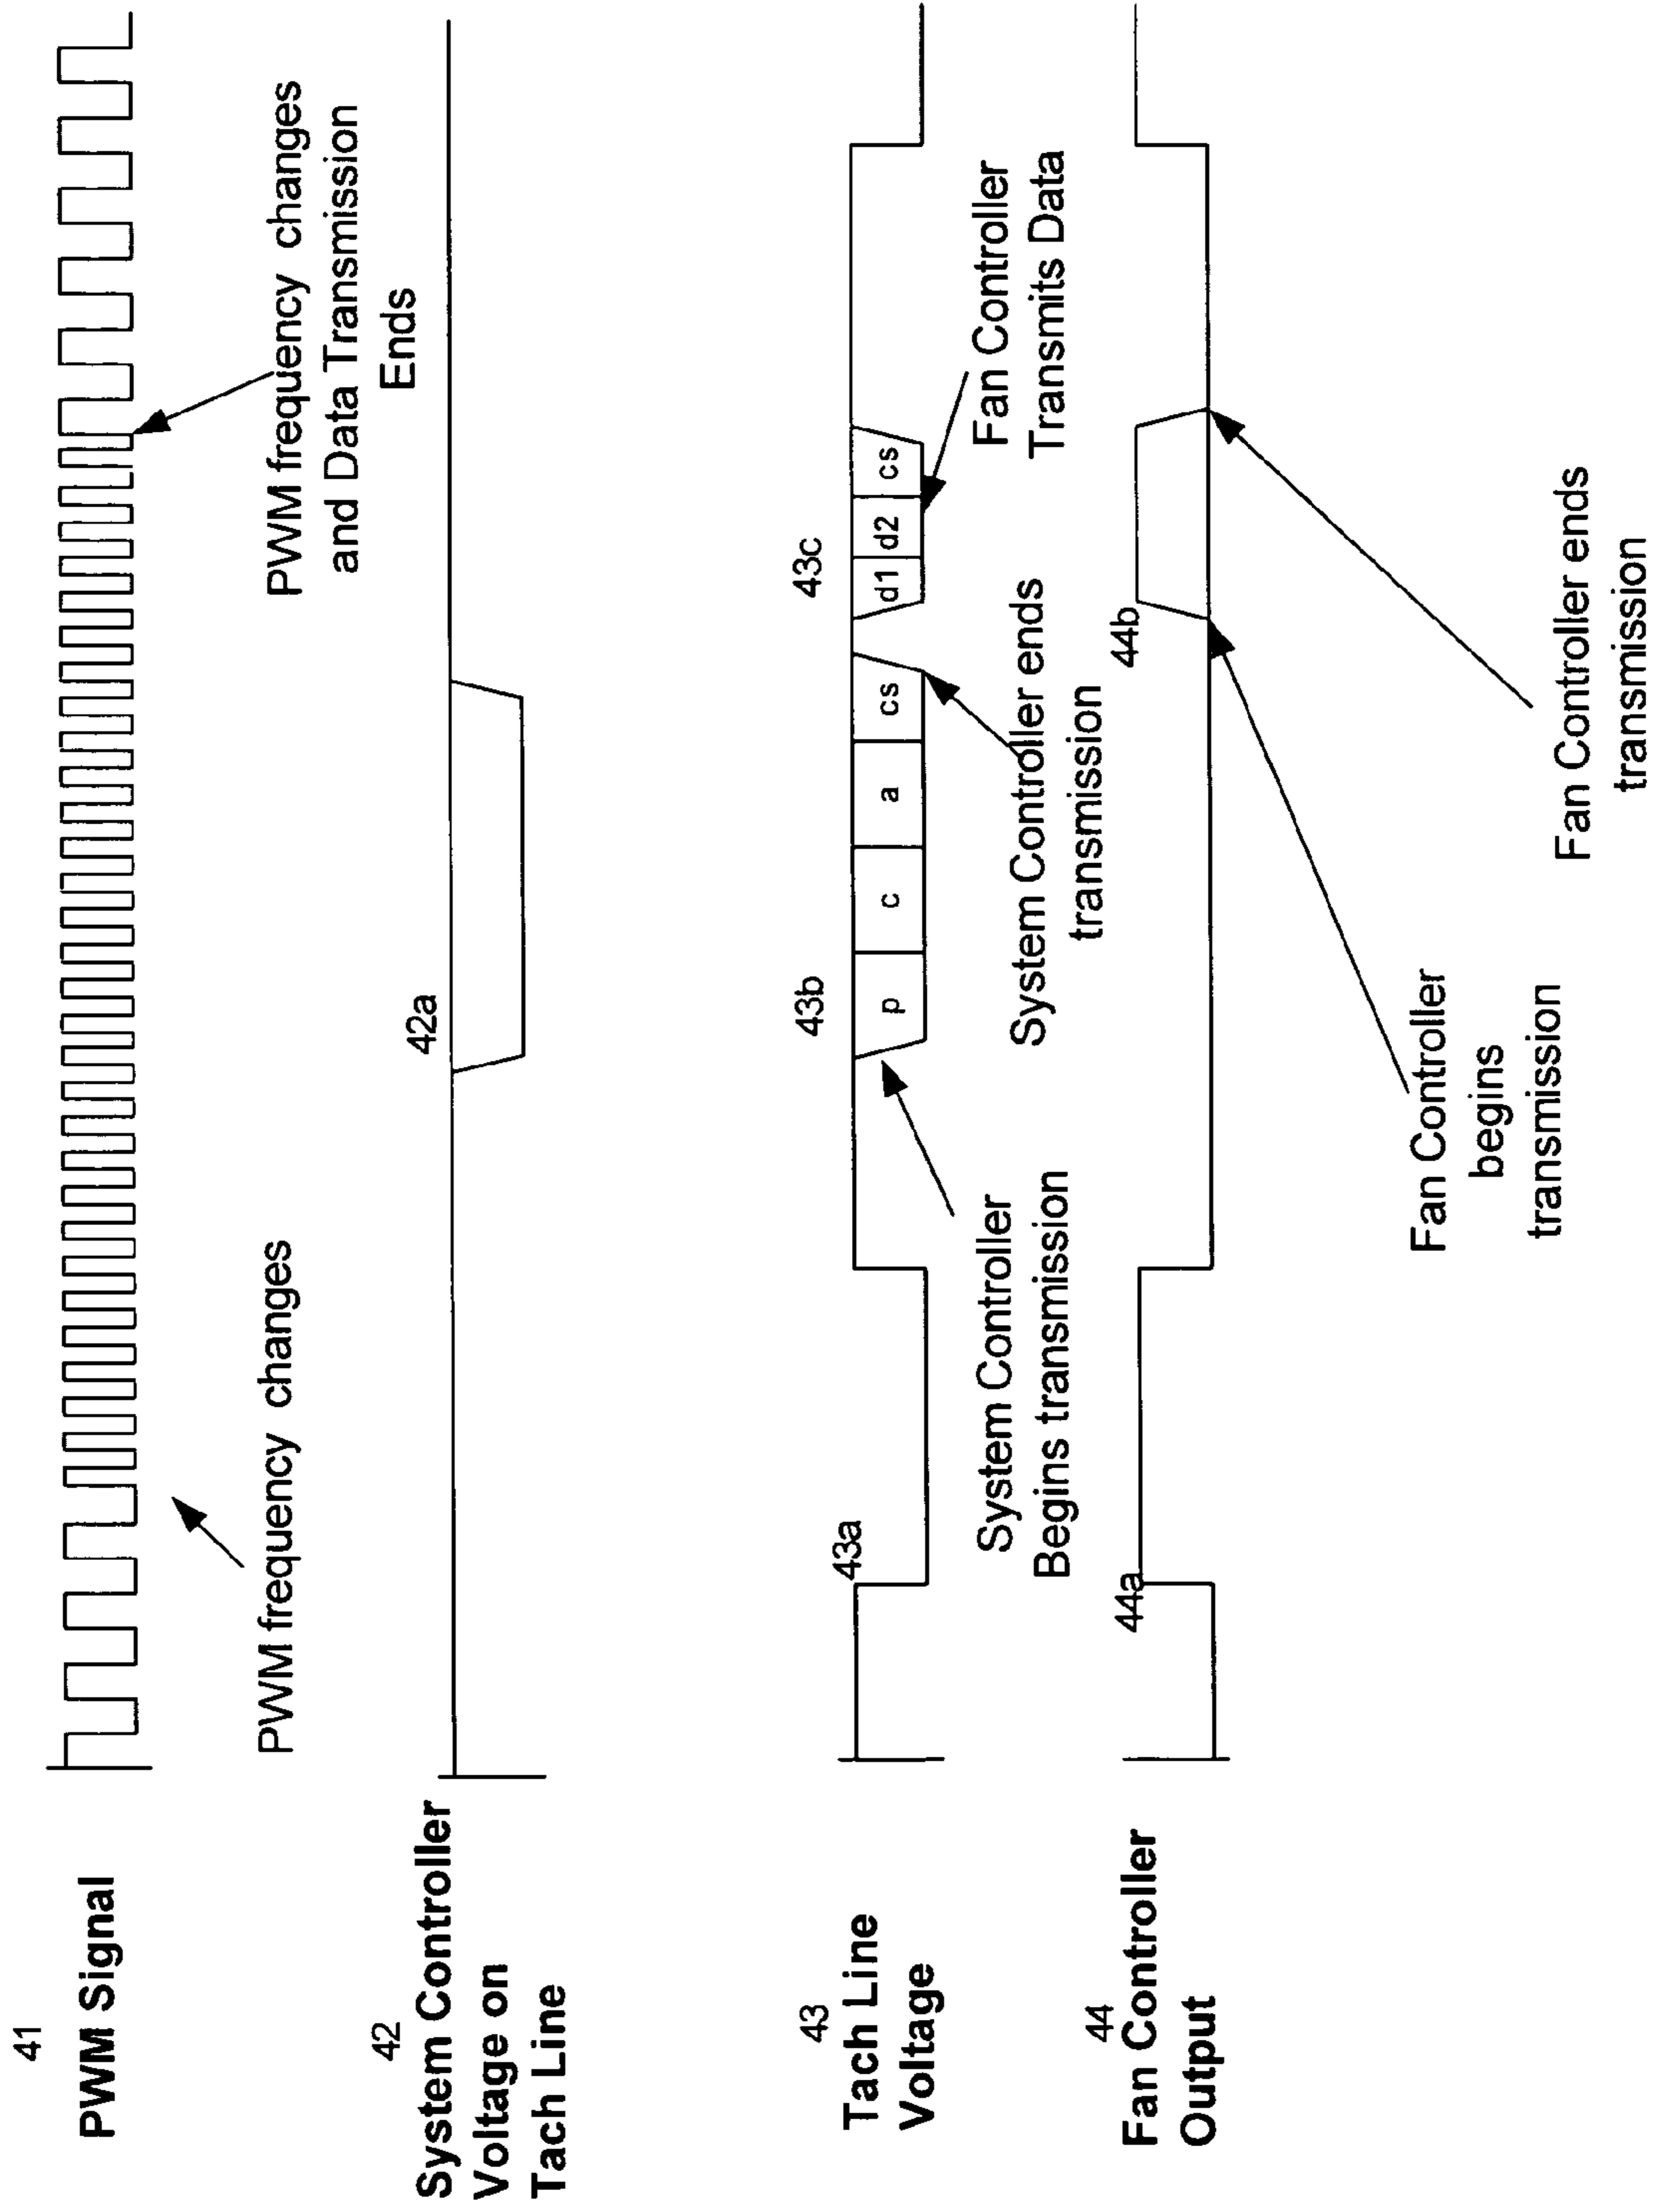 41
PWM Signal
PWM frequency changes
PWM frequency changes
and Data Transmission
Ends
42
System Controller
Voltage on
Tach Line
42a
43
Tach Line
Voltage
43a
43b
43c
p
c
a
cs
d1
d2
cs
System Controller
Begins transmission
System Controller ends
transmission
Fan Controller
Transmits Data
44
Fan Controller
Output
44a
44b
Fan Controller
begins
transmission
Fan Controller ends
transmission